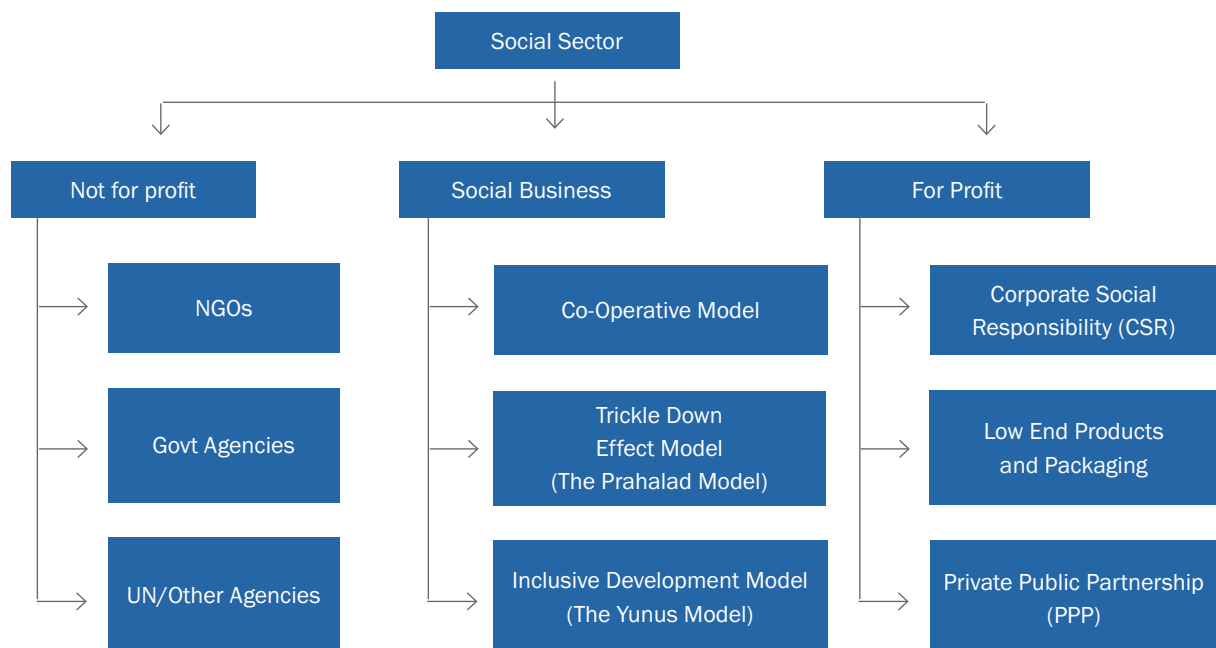 Social Sector
Not for profit
Social Business
For Profit
NGOs
Co-Operative Model
Corporate Social
Responsibility (CSR)
Govt Agencies
Trickle Down
Effect Model
(The Prahalad Model)
Low End Products
and Packaging
UN/Other Agencies
Inclusive Development Model
(The Yunus Model)
Private Public Partnership
(PPP)